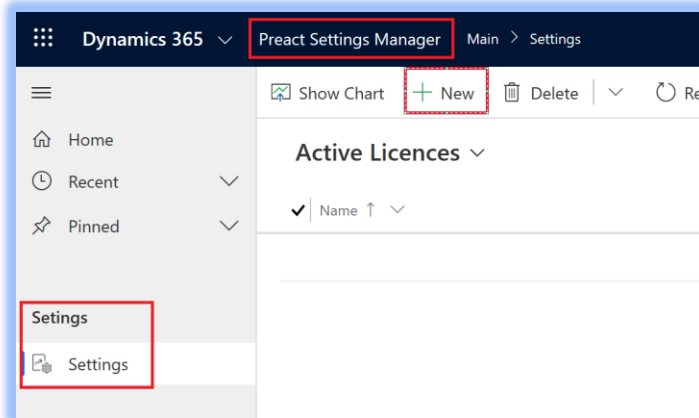 Dynamics 365 Preact Settings Manager Main > Settings
Show Chart + New Delete Re
Home
Active Licences
Recent
Name ↑
Pinned
Setings
Settings